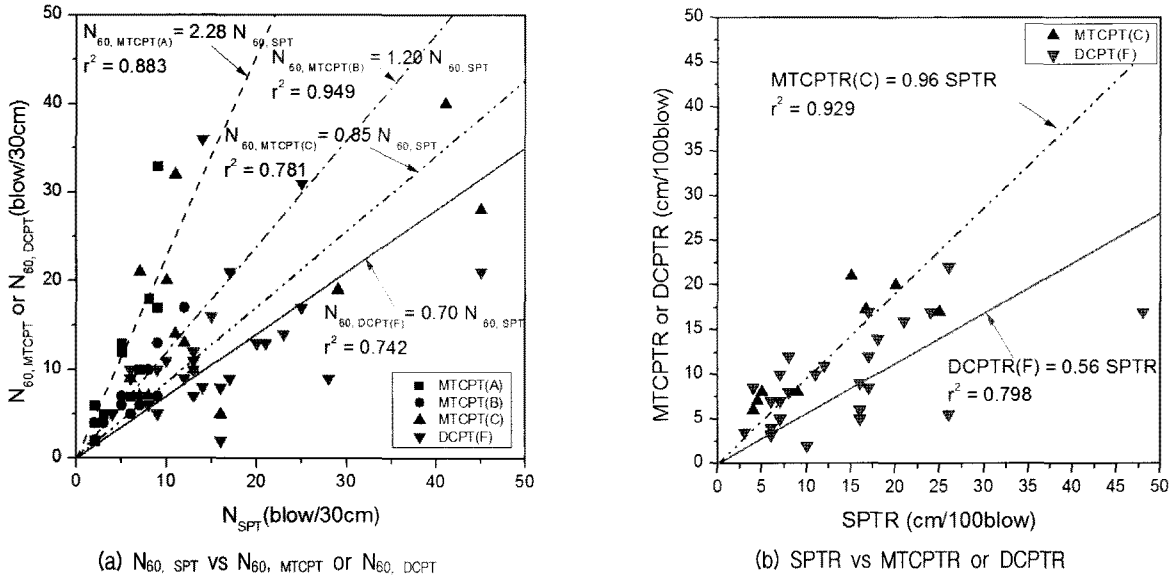 N60, MTCPT(A) = 2.28 N60, SPT
r² = 0.883
N60, MTCPT(B) = 1.20 N60, SPT
r² = 0.949
N60, MTCPT(C) = 0.85 N60, SPT
r² = 0.781
N60, DCPT(F) = 0.70 N60, SPT
r² = 0.742
MTCPT(A)
MTCPT(B)
MTCPT(C)
DCPT(F)
N60, MTCPT or N60, DCPT (blow/30cm)
50
40
30
20
10
0
0 10 20 30 40 50
NSPT(blow/30cm)
(a) N60, SPT vs N60, MTCPT or N60, DCPT
MTCPT(C)
DCPT(F)
MTCPTR(C) = 0.96 SPTR
r² = 0.929
DCPTR(F) = 0.56 SPTR
r² = 0.798
MTCPTR or DCPTR (cm/100blow)
50
45
40
35
30
25
20
15
10
5
0
0 5 10 15 20 25 30 35 40 45 50
SPTR (cm/100blow)
(b) SPTR vs MTCPTR or DCPTR